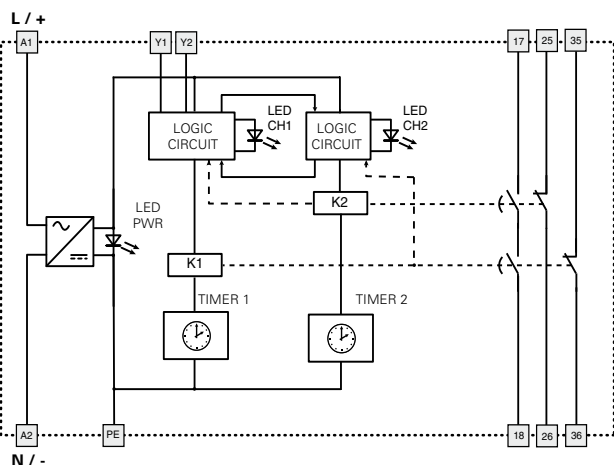 L / +
A1
Y1
Y2
17
25
35
LED
CH1
LED
CH2
LOGIC
CIRCUIT
LOGIC
CIRCUIT
K2
LED
PWR
K1
TIMER 1
TIMER 2
A2
PE
18
26
36
N / -